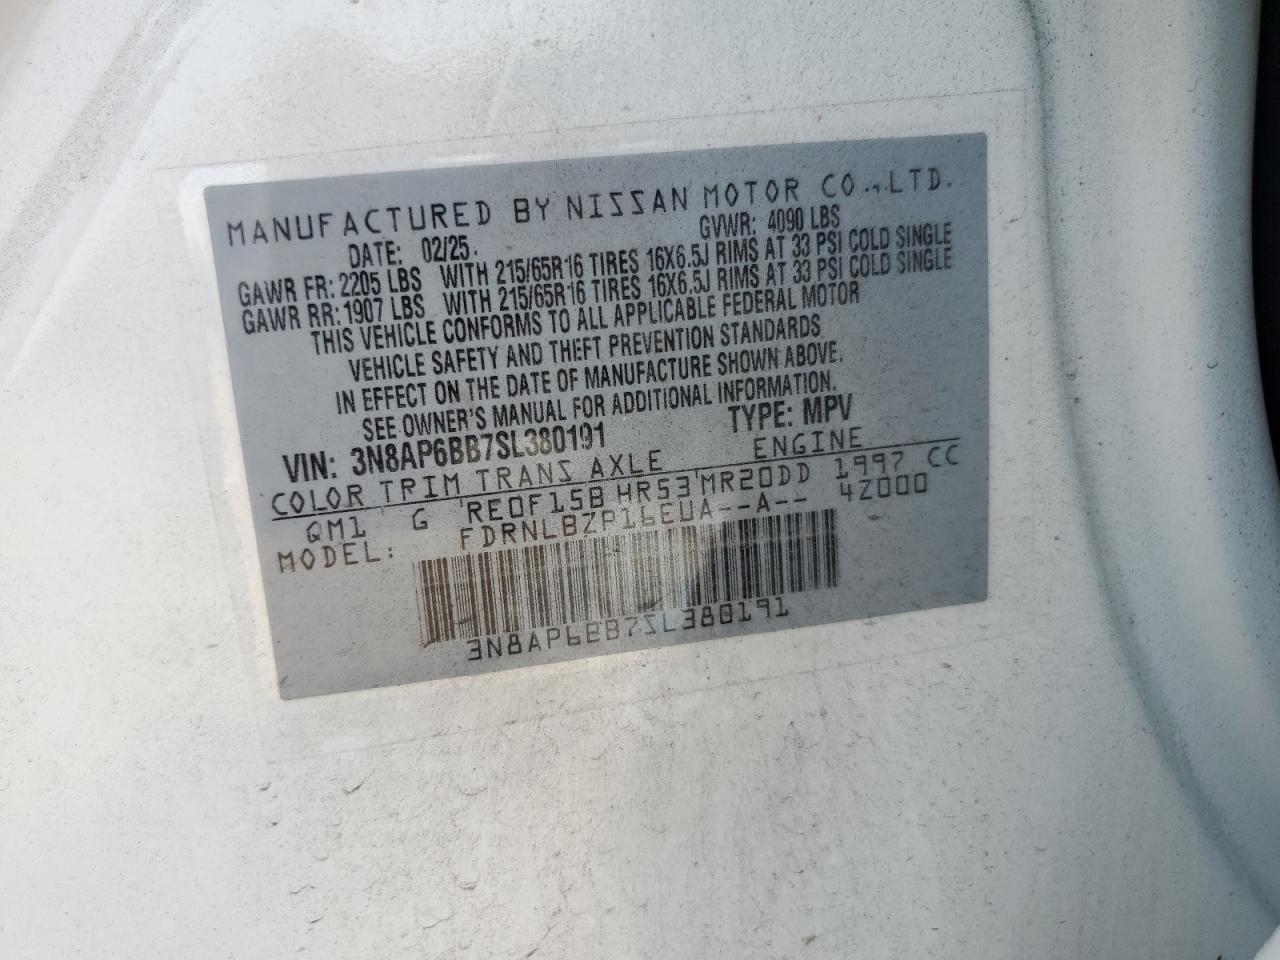 MANUFACTURED BY NISSAN MOTOR CO., LTD.
DATE: 02/25. GVWR: 4090 LBS
GAWR FR: 2205 LBS WITH 215/65R16 TIRES 16X6.5J RIMS AT 33 PSI COLD SINGLE
GAWR RR: 1907 LBS WITH 215/65R16 TIRES 16X6.5J RIMS AT 33 PSI COLD SINGLE
THIS VEHICLE CONFORMS TO ALL APPLICABLE FEDERAL MOTOR
VEHICLE SAFETY AND THEFT PREVENTION STANDARDS
IN EFFECT ON THE DATE OF MANUFACTURE SHOWN ABOVE.
SEE OWNER'S MANUAL FOR ADDITIONAL INFORMATION.
VIN: 3N8AP6BB7SL380191 TYPE: MPV
COLOR TRIM TRANS AXLE ENGINE
QM1 G RE0F15B HR53 MR20DD 1997 CC
MODEL: FDRNLBZP16EUA--A-- 4Z000
3N8AP6BB7SL380191